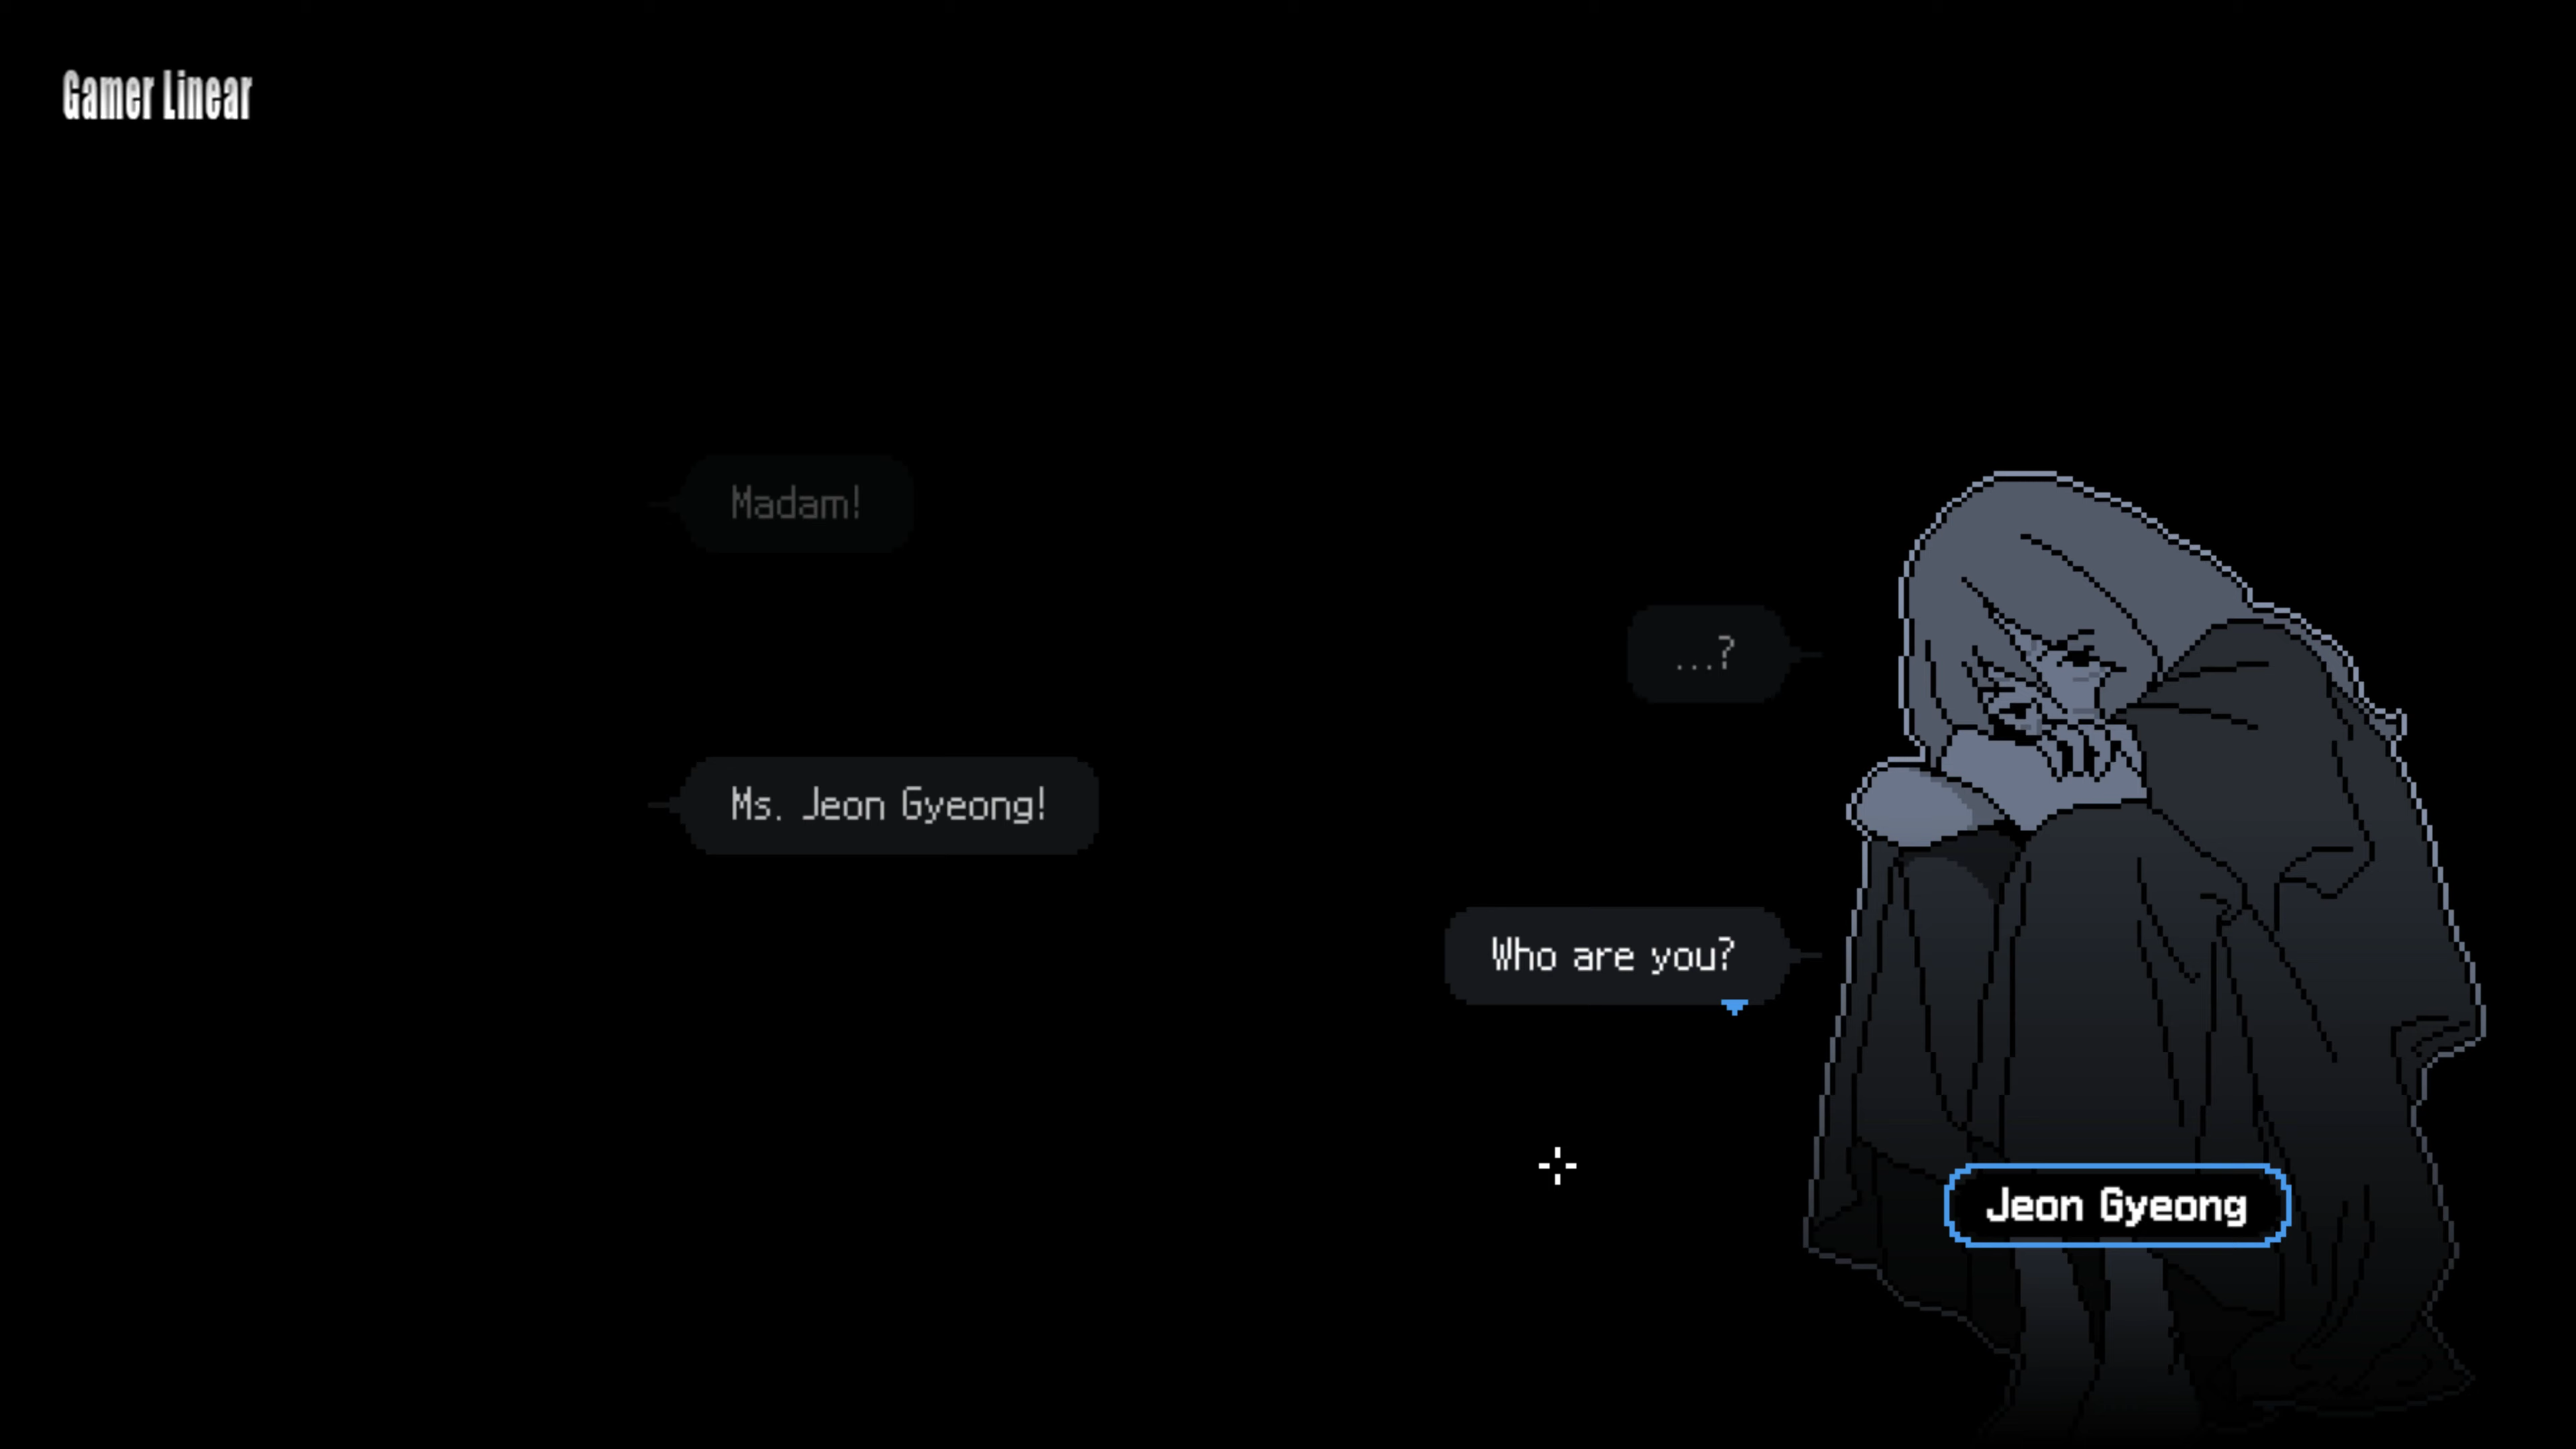 Gamer Linear
Madam!
...?
Ms. Jeon Gyeong!
Who are you?
Jeon Gyeong